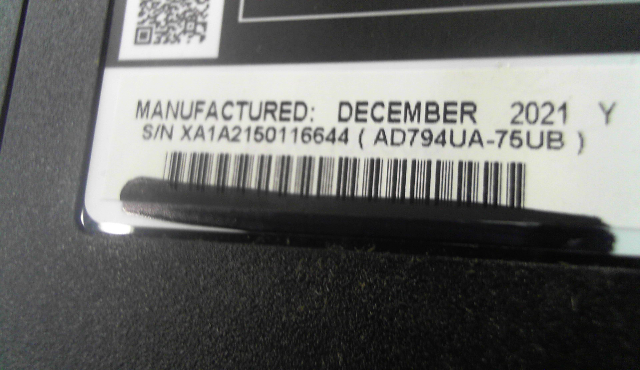 MANUFACTURED: DECEMBER 2021 Y
S/N XA1A2150116644 ( AD794UA-75UB )